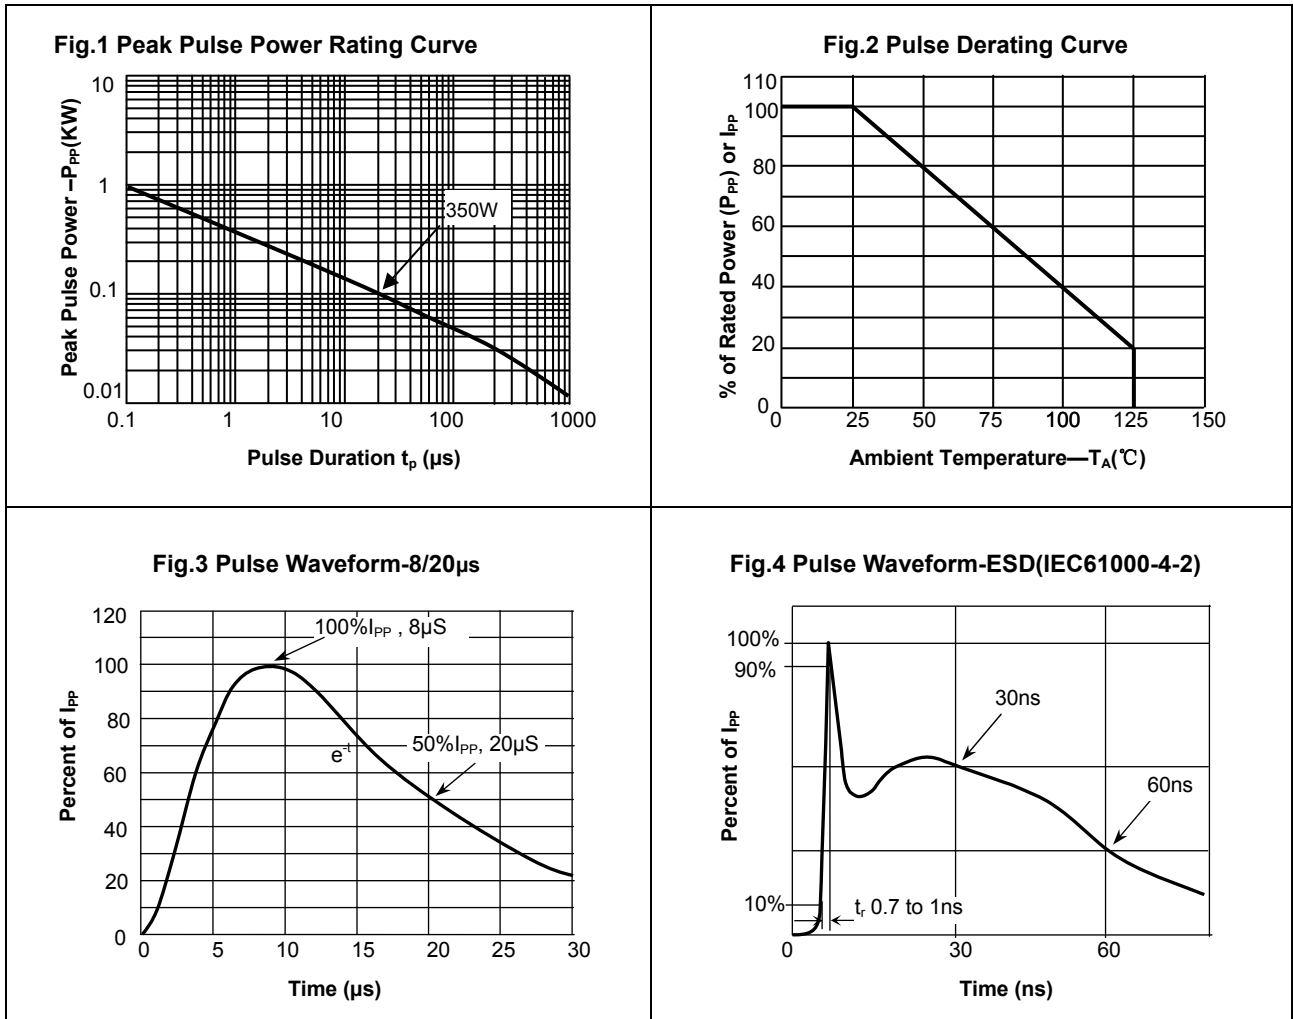 Fig.1 Peak Pulse Power Rating Curve
Peak Pulse Power –PPP(KW)
10
1
0.1
0.01
350W
0.1 1 10 100 1000
Pulse Duration tp (µs)
Fig.2 Pulse Derating Curve
% of Rated Power (PPP) or IPP
110
100
80
60
40
20
0
0 25 50 75 100 125 150
Ambient Temperature—TA(℃)
Fig.3 Pulse Waveform-8/20µs
Percent of IPP
120
100
80
60
40
20
0
100%IPP , 8µS
e-t
50%IPP, 20µS
0 5 10 15 20 25 30
Time (µs)
Fig.4 Pulse Waveform-ESD(IEC61000-4-2)
Percent of IPP
100%
90%
10%
30ns
60ns
tr 0.7 to 1ns
0 30 60
Time (ns)